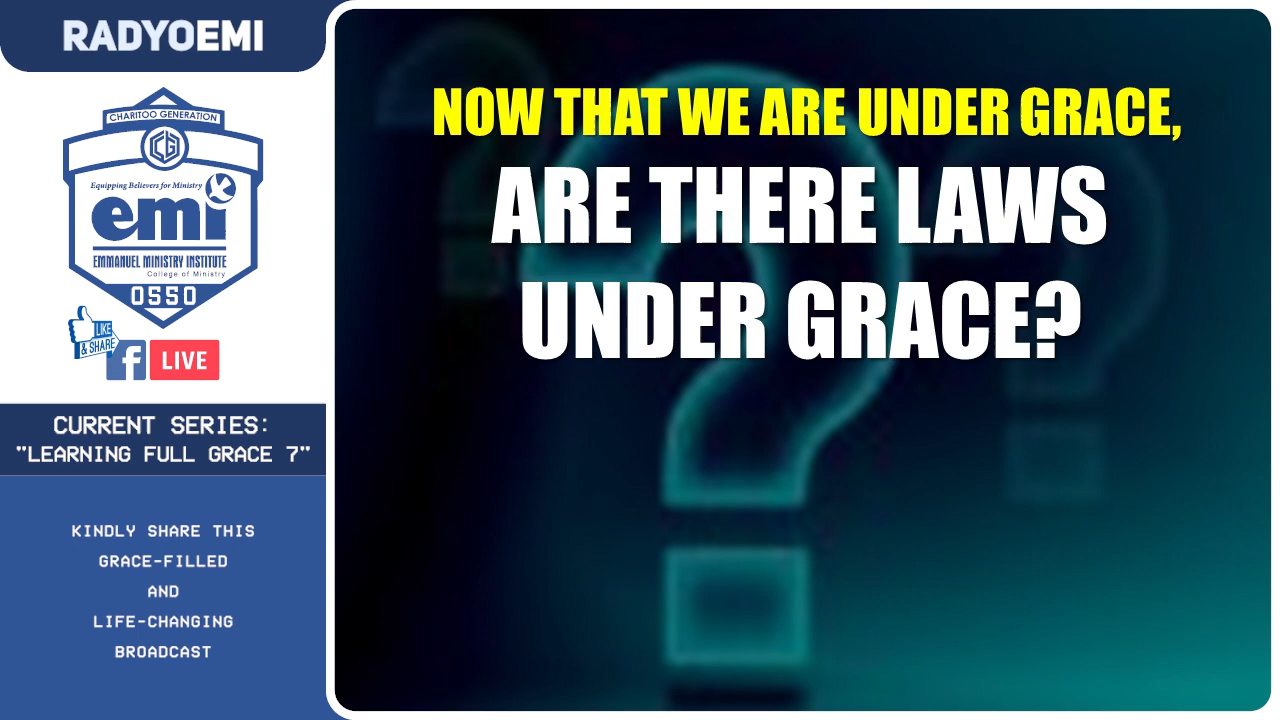 RADYOEMI
CHARITOO GENERATION
CG
Equipping Believers for Ministry
emi
EMMANUEL MINISTRY INSTITUTE
College of Ministry
0550
LIKE
& SHARE
f LIVE
CURRENT SERIES:
"LEARNING FULL GRACE 7"
KINDLY SHARE THIS
GRACE-FILLED
AND
LIFE-CHANGING
BROADCAST
NOW THAT WE ARE UNDER GRACE,
ARE THERE LAWS
UNDER GRACE?